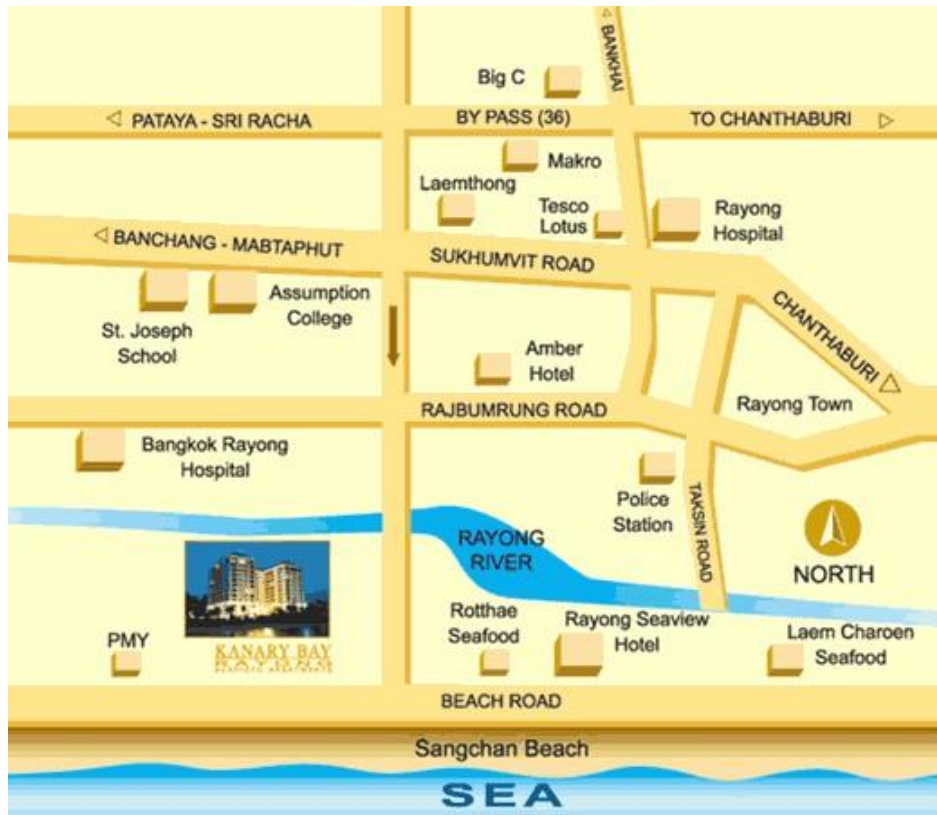 BANKHAI
Big C
PATAYA - SRI RACHA
BY PASS (36)
TO CHANTHABURI
Makro
Laemthong
Tesco
Lotus
Rayong
Hospital
BANCHANG - MABTAPHUT
SUKHUMVIT ROAD
CHANTHABURI
St. Joseph
School
Assumption
College
Amber
Hotel
RAJBUMRUNG ROAD
Rayong Town
Bangkok Rayong
Hospital
Police
Station
TAKSIN ROAD
RAYONG
RIVER
NORTH
KANARY BAY
RAYONG
SERVICED APARTMENTS
PMY
Rotthae
Seafood
Rayong Seaview
Hotel
Laem Charoen
Seafood
BEACH ROAD
Sangchan Beach
SEA